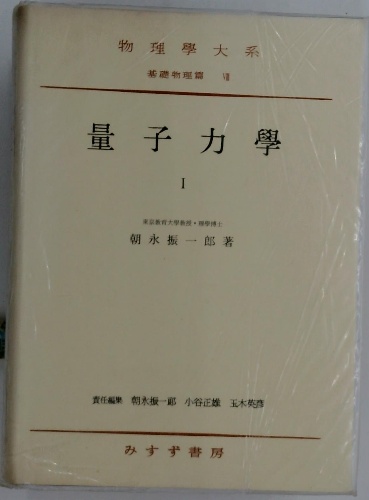 物理學大系
基礎物理篇 Ⅷ
量子力學
I
東京教育大學教授・理學博士
朝永振一郎著
責任編集 朝永振一郎 小谷正雄 玉木英彦
みすず書房